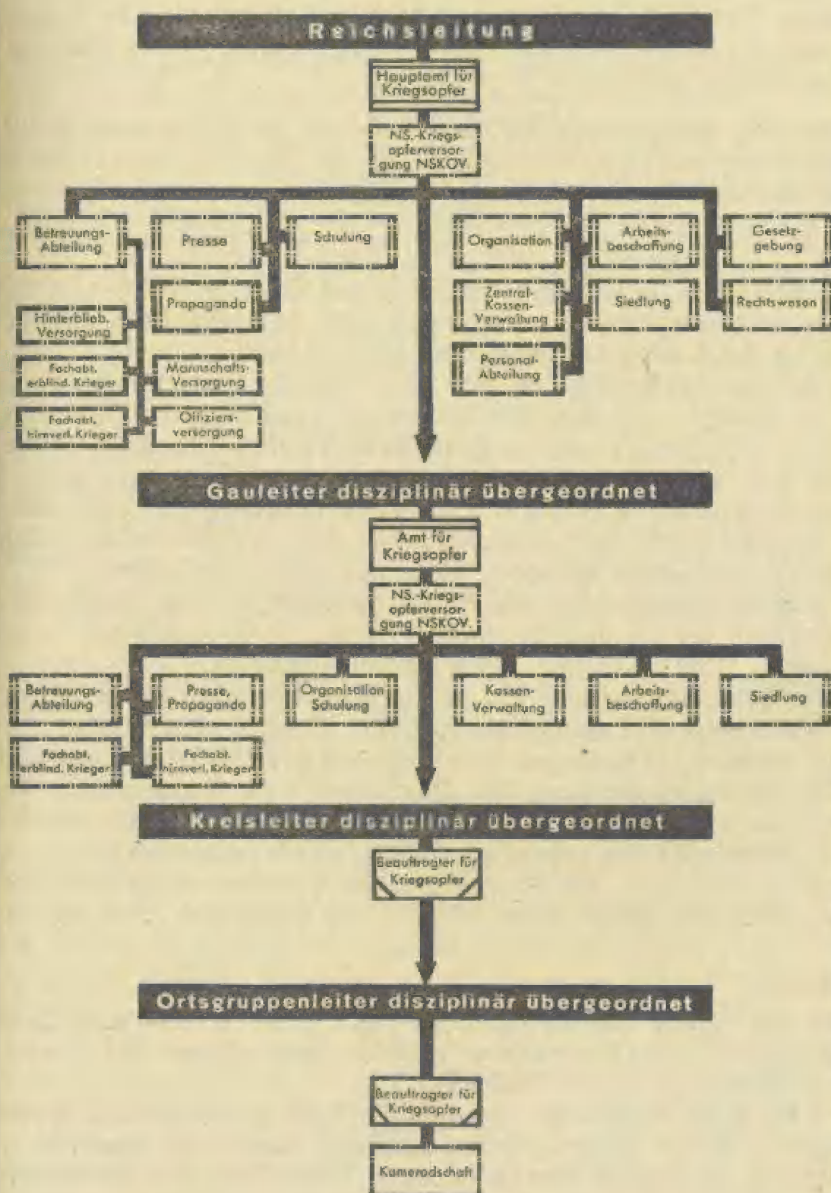 Reichsleitung
Hauptamt für
Kriegsopfer
NS.-Kriegs-
opferversor-
gung NSKOV.
Betreuungs-
Abteilung
Presse
Schulung
Organisation
Arbeits-
beschaffung
Gesetz-
gebung
Hinterblieb.
Versorgung
Propaganda
Zentral-
Kassen-
Verwaltung
Siedlung
Rechtswesen
Fachabt.
erblind. Krieger
Mannschafts-
Versorgung
Personal-
Abteilung
Fachabt.
hirnverl. Krieger
Offiziers-
versorgung
Gauleiter disziplinär übergeordnet
Amt für
Kriegsopfer
NS.-Kriegs-
opferversor-
gung NSKOV.
Betreuungs-
Abteilung
Presse,
Propaganda
Organisation
Schulung
Kassen-
Verwaltung
Arbeits-
beschaffung
Siedlung
Fachabt.
erblind. Krieger
Fachabt.
hirnverl. Krieger
Kreisleiter disziplinär übergeordnet
Beauftragter für
Kriegsopfer
Ortsgruppenleiter disziplinär übergeordnet
Beauftragter für
Kriegsopfer
Kameradschaft